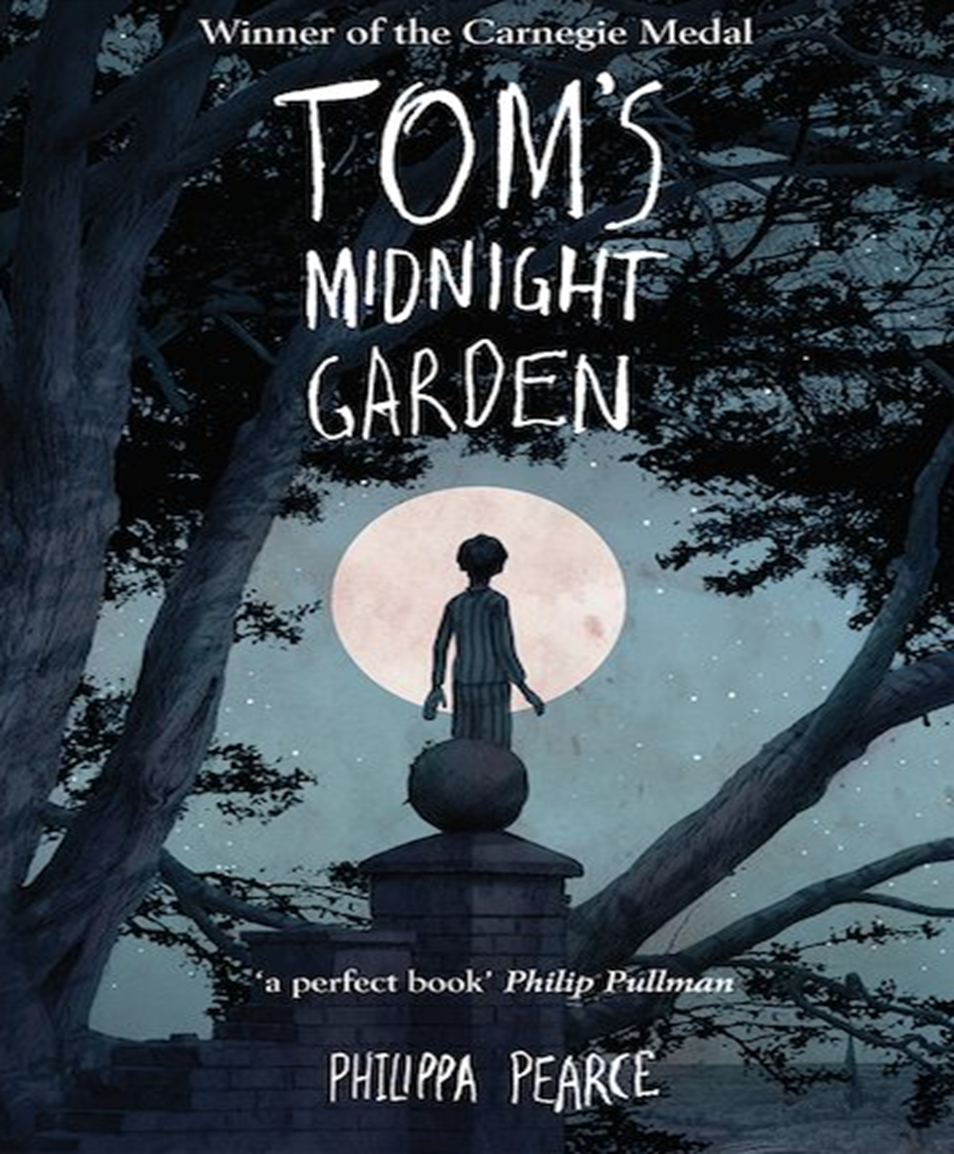 Winner of the Carnegie Medal
TOM'S
MIDNIGHT
GARDEN
'a perfect book' Philip Pullman
PHILIPPA PEARCE